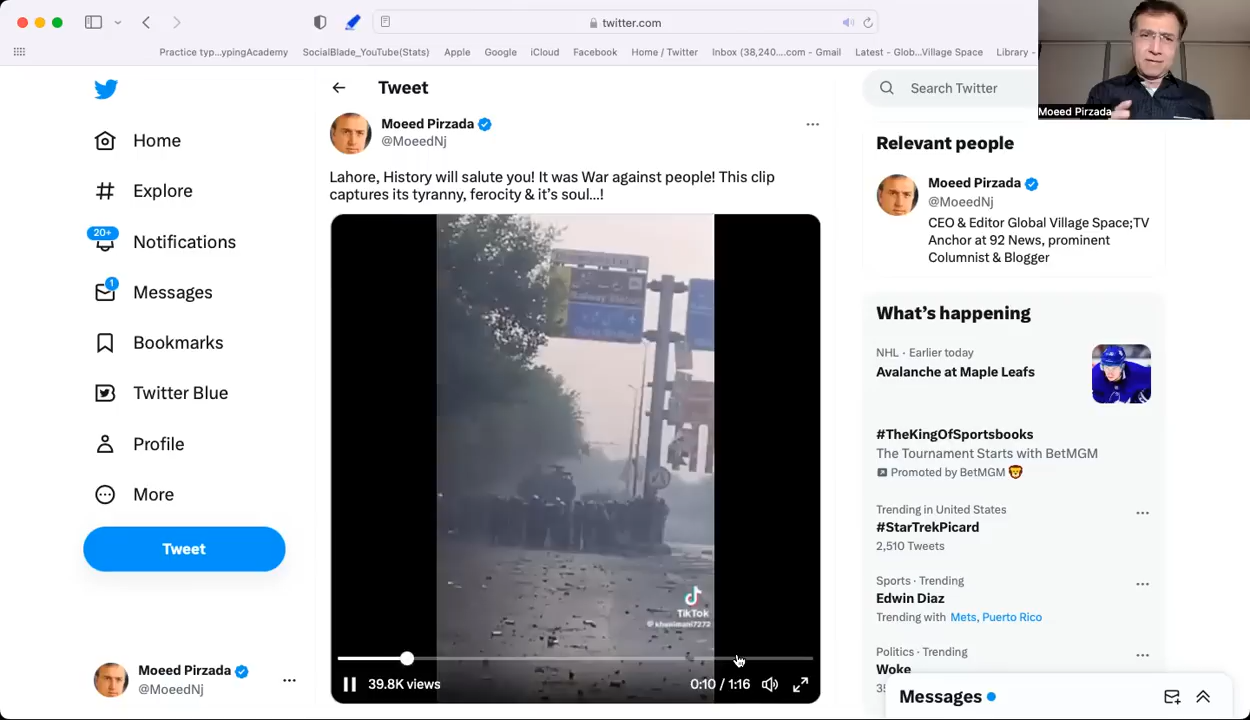 twitter.com
Practice typ...ypingAcademy
SocialBlade_YouTube(Stats)
Apple
Google
iCloud
Facebook
Home / Twitter
Inbox (38,240....com - Gmail
Latest - Glob...Village Space
Library -
Moeed Pirzada
Home
Explore
20+
Notifications
1
Messages
Bookmarks
Twitter Blue
Profile
More
Tweet
Moeed Pirzada
@MoeedNj
Tweet
Moeed Pirzada
@MoeedNj
Lahore, History will salute you! It was War against people! This clip
captures its tyranny, ferocity & it's soul...!
TikTok
39.8K views
0:10 / 1:16
Search Twitter
Relevant people
Moeed Pirzada
@MoeedNj
CEO & Editor Global Village Space;TV
Anchor at 92 News, prominent
Columnist & Blogger
What's happening
NHL · Earlier today
Avalanche at Maple Leafs
#TheKingOfSportsbooks
The Tournament Starts with BetMGM
Promoted by BetMGM
Trending in United States
#StarTrekPicard
2,510 Tweets
Sports · Trending
Edwin Diaz
Trending with Mets, Puerto Rico
Politics · Trending
Woke
Messages